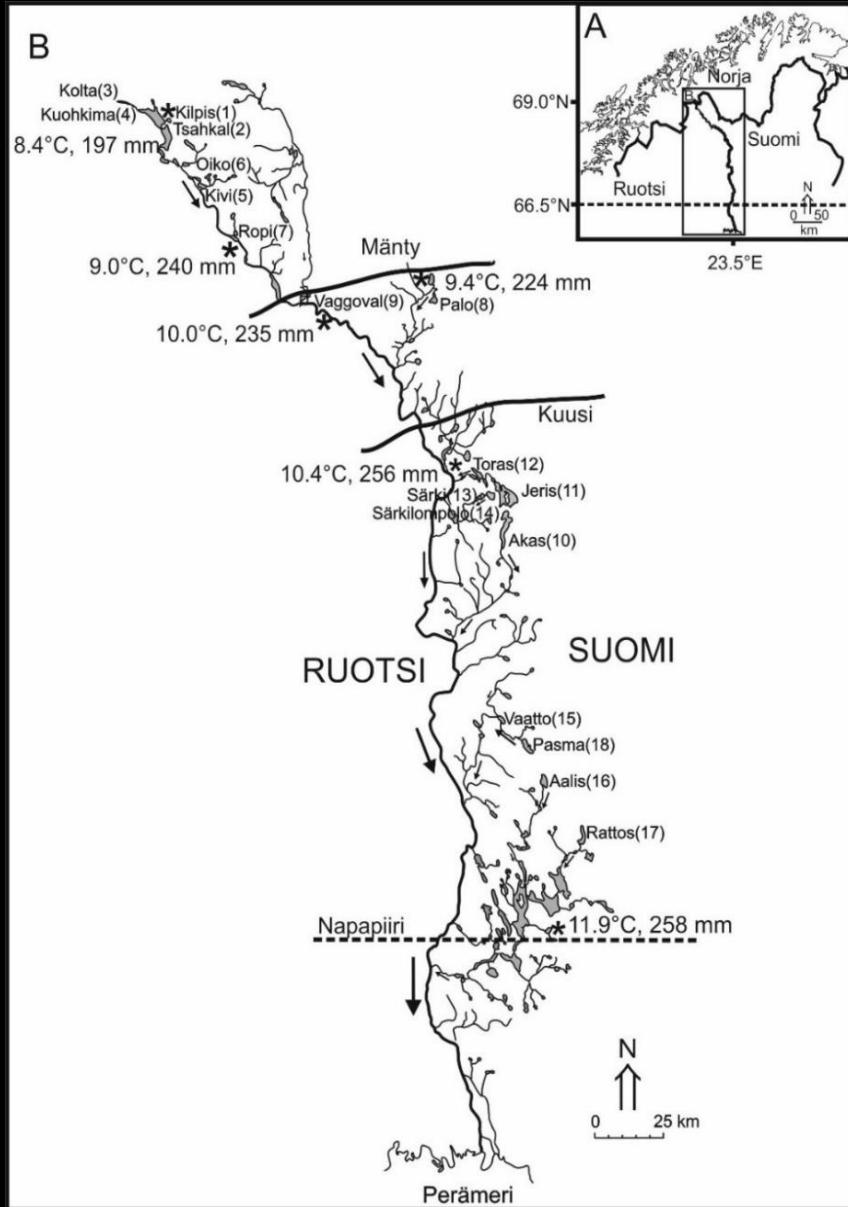 B
A
Norja
B
69.0°N
Suomi
Ruotsi
N
0 50
km
66.5°N
23.5°E
Kolta(3)
Kuohkima(4)
Kilpis(1)
Tsahkal(2)
8.4°C, 197 mm
Oiko(6)
Kivi(5)
Ropi(7)
9.0°C, 240 mm
Mänty
9.4°C, 224 mm
Vaggoval(9)
Palo(8)
10.0°C, 235 mm
Kuusi
10.4°C, 256 mm
Toras(12)
Särki(13)
Jeris(11)
Särkilompolo(14)
Akas(10)
RUOTSI
SUOMI
Vaatto(15)
Pasma(18)
Aalis(16)
Rattos(17)
Napapiiri
11.9°C, 258 mm
N
0 25 km
Perämeri